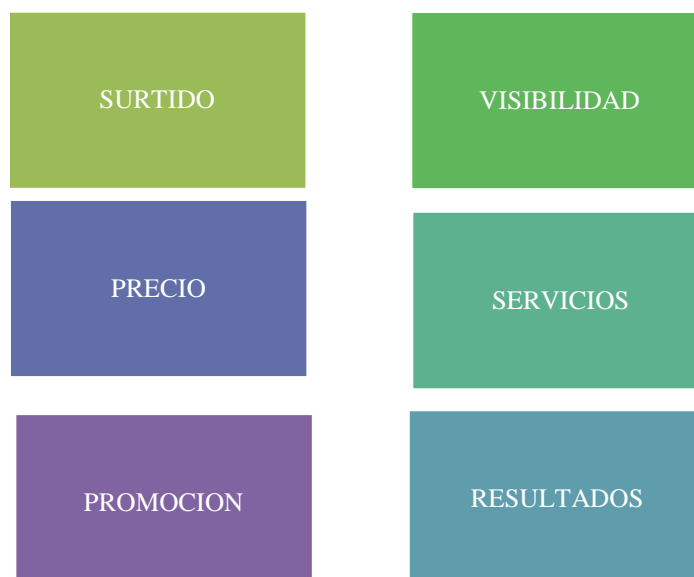 SURTIDO
VISIBILIDAD
PRECIO
SERVICIOS
PROMOCION
RESULTADOS